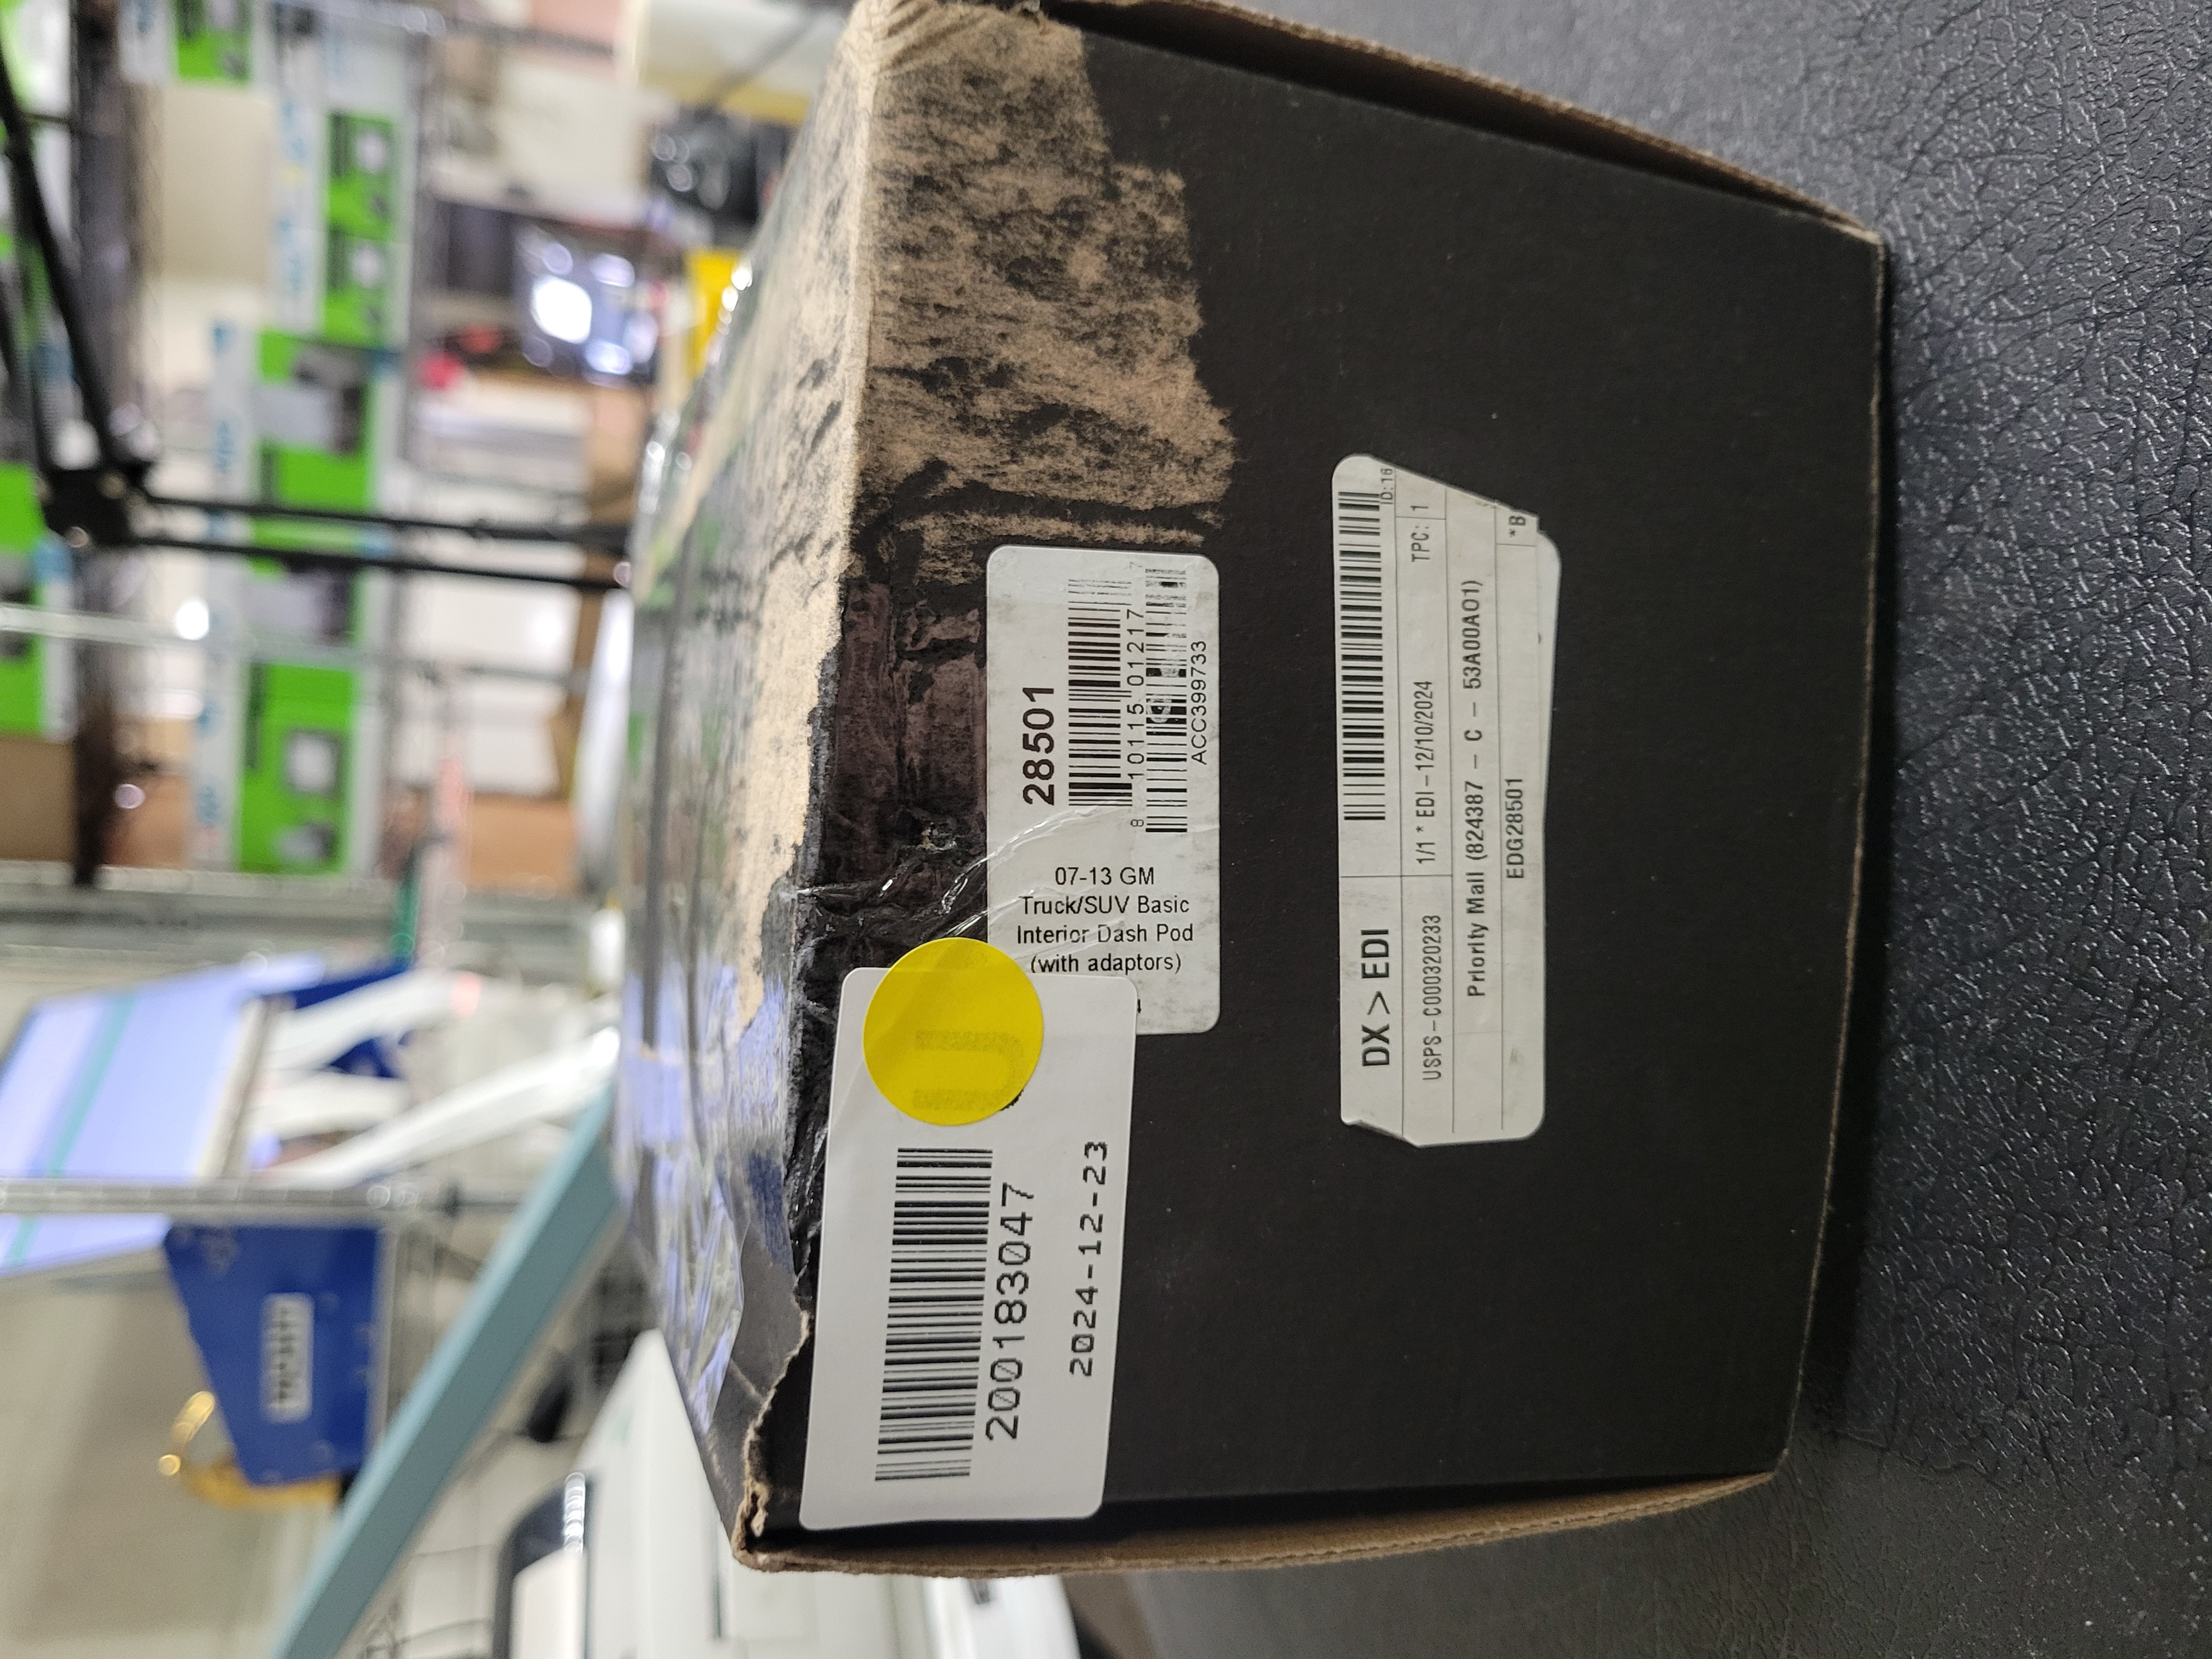 28501
8 10115 01217 7
ACC399733
07-13 GM
Truck/SUV Basic
Interior Dash Pod
(with adaptors)
200183047
2024-12-23
ID:16
DX > EDI
USPS - C000320233
1/1 * EDI - 12/10/2024
TPC: 1
Priority Mail (824387 - C - 53A00A01)
EDG28501
*B